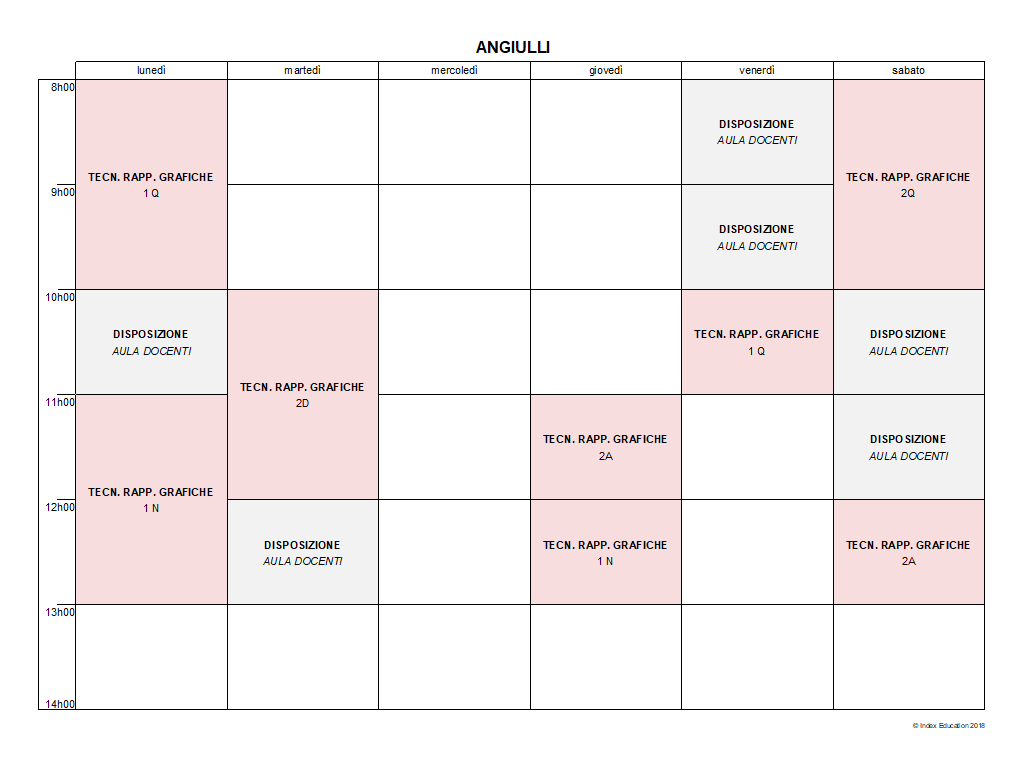 ANGIULLI
lunedì martedì mercoledì giovedì venerdì sabato
8h00
DISPOSIZIONE
AULA DOCENTI
TECN. RAPP. GRAFICHE TECN. RAPP. GRAFICHE
9h00 1 Q 2Q
DISPOSIZIONE
AULA DOCENTI
10h00
DISPOSIZIONE TECN. RAPP. GRAFICHE DISPOSIZIONE
AULA DOCENTI 1 Q AULA DOCENTI
TECN. RAPP. GRAFICHE
11h00 2D
TECN. RAPP. GRAFICHE DISPOSIZIONE
2A AULA DOCENTI
TECN. RAPP. GRAFICHE
12h00 1 N
DISPOSIZIONE TECN. RAPP. GRAFICHE TECN. RAPP. GRAFICHE
AULA DOCENTI 1 N 2A
13h00
14h00
© Index Education 2018